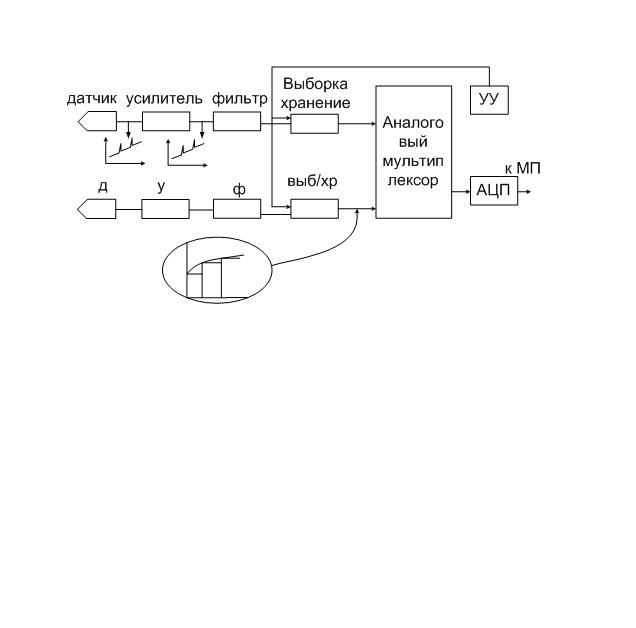 Выборка
хранение
датчик усилитель фильтр
УУ
Аналого
вый
мультип
лексор
к МП
АЦП
д у ф выб/хр